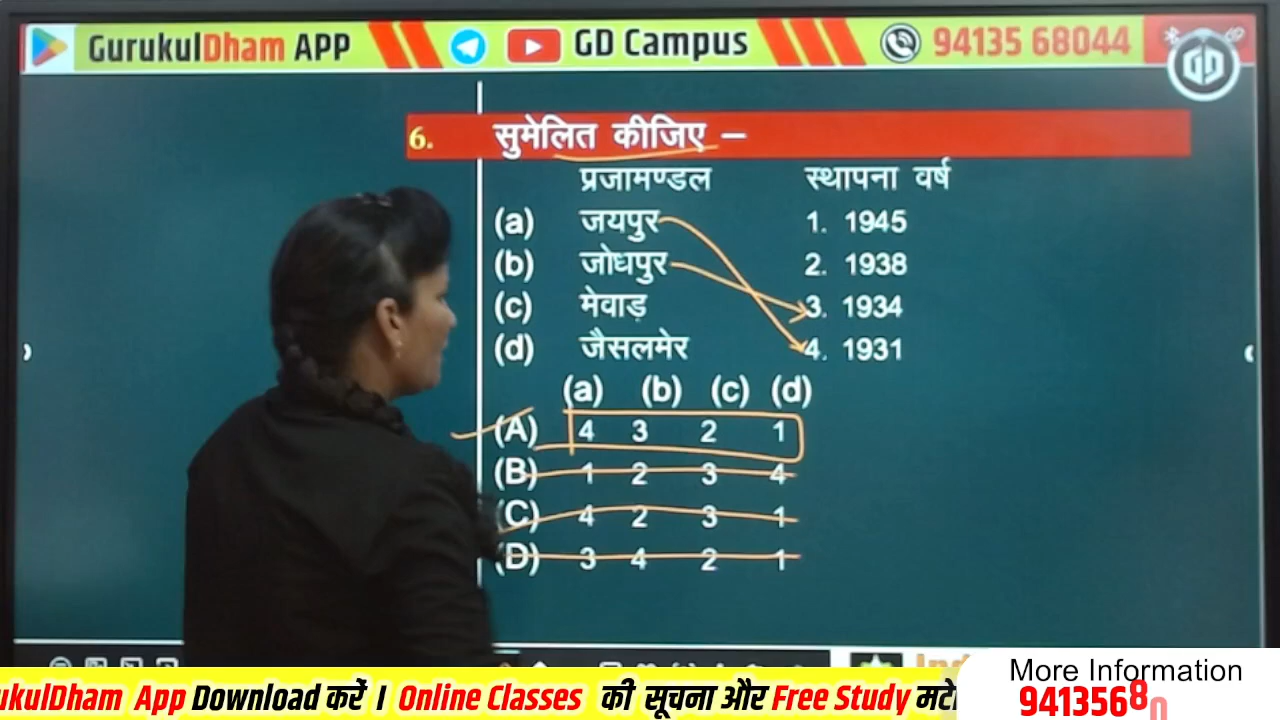 GurukulDham APP GD Campus 94135 68044
GD
6. सुमेलित कीजिए –
प्रजामण्डल स्थापना वर्ष
(a) जयपुर 1. 1945
(b) जोधपुर 2. 1938
(c) मेवाड़ 3. 1934
(d) जैसलमेर 4. 1931
(a) (b) (c) (d)
(A) 4 3 2 1
(B) 1 2 3 4
(C) 4 2 3 1
(D) 3 4 2 1
More Information
ukulDham App Download करें । Online Classes की सूचना और Free Study मटे
9413568